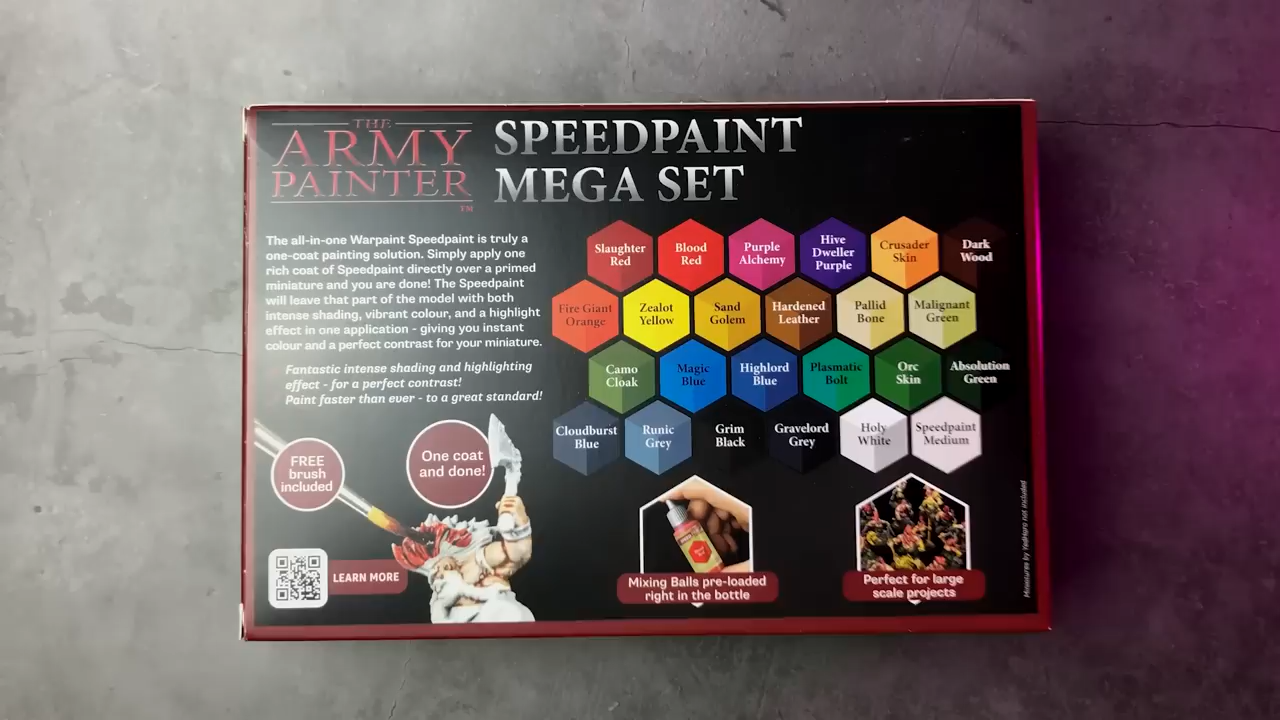 THE
ARMY
PAINTER
TM
SPEEDPAINT
MEGA SET
The all-in-one Warpaint Speedpaint is truly a
one-coat painting solution. Simply apply one
rich coat of Speedpaint directly over a primed
miniature and you are done! The Speedpaint
will leave that part of the model with both
intense shading, vibrant colour, and a highlight
effect in one application - giving you instant
colour and a perfect contrast for your miniature.
Fantastic intense shading and highlighting
effect - for a perfect contrast!
Paint faster than ever - to a great standard!
FREE
brush
included
One coat
and done!
LEARN MORE
Slaughter
Red
Blood
Red
Purple
Alchemy
Hive
Dweller
Purple
Crusader
Skin
Dark
Wood
Fire Giant
Orange
Zealot
Yellow
Sand
Golem
Hardened
Leather
Pallid
Bone
Malignant
Green
Camo
Cloak
Magic
Blue
Highlord
Blue
Plasmatic
Bolt
Orc
Skin
Absolution
Green
Cloudburst
Blue
Runic
Grey
Grim
Black
Gravelord
Grey
Holy
White
Speedpaint
Medium
Mixing Balls pre-loaded
right in the bottle
Perfect for large
scale projects